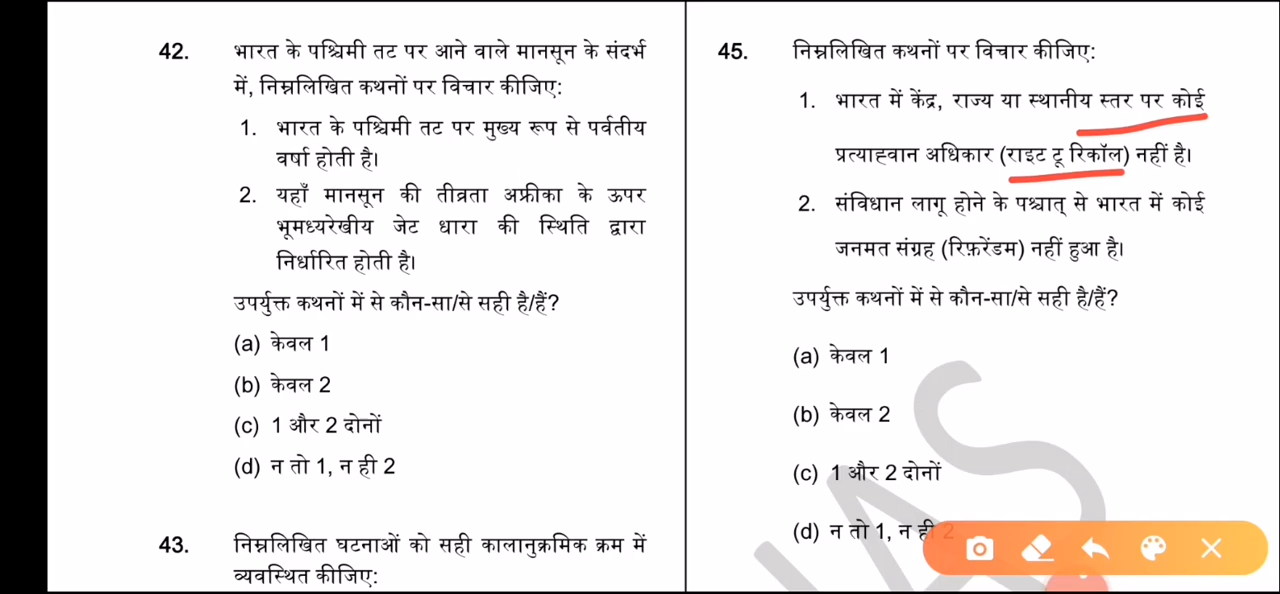 42. भारत के पश्चिमी तट पर आने वाले मानसून के संदर्भ
में, निम्नलिखित कथनों पर विचार कीजिए:
1. भारत के पश्चिमी तट पर मुख्य रूप से पर्वतीय
वर्षा होती है।
2. यहाँ मानसून की तीव्रता अफ्रीका के ऊपर
भूमध्यरेखीय जेट धारा की स्थिति द्वारा
निर्धारित होती है।
उपर्युक्त कथनों में से कौन-सा/से सही है/हैं?
(a) केवल 1
(b) केवल 2
(c) 1 और 2 दोनों
(d) न तो 1, न ही 2
43. निम्नलिखित घटनाओं को सही कालानुक्रमिक क्रम में
व्यवस्थित कीजिए:
45. निम्नलिखित कथनों पर विचार कीजिए:
1. भारत में केंद्र, राज्य या स्थानीय स्तर पर कोई
प्रत्याह्वान अधिकार (राइट टू रिकॉल) नहीं है।
2. संविधान लागू होने के पश्चात् से भारत में कोई
जनमत संग्रह (रिफ़रेंडम) नहीं हुआ है।
उपर्युक्त कथनों में से कौन-सा/से सही है/हैं?
(a) केवल 1
(b) केवल 2
(c) 1 और 2 दोनों
(d) न तो 1, न ही 2
IAS